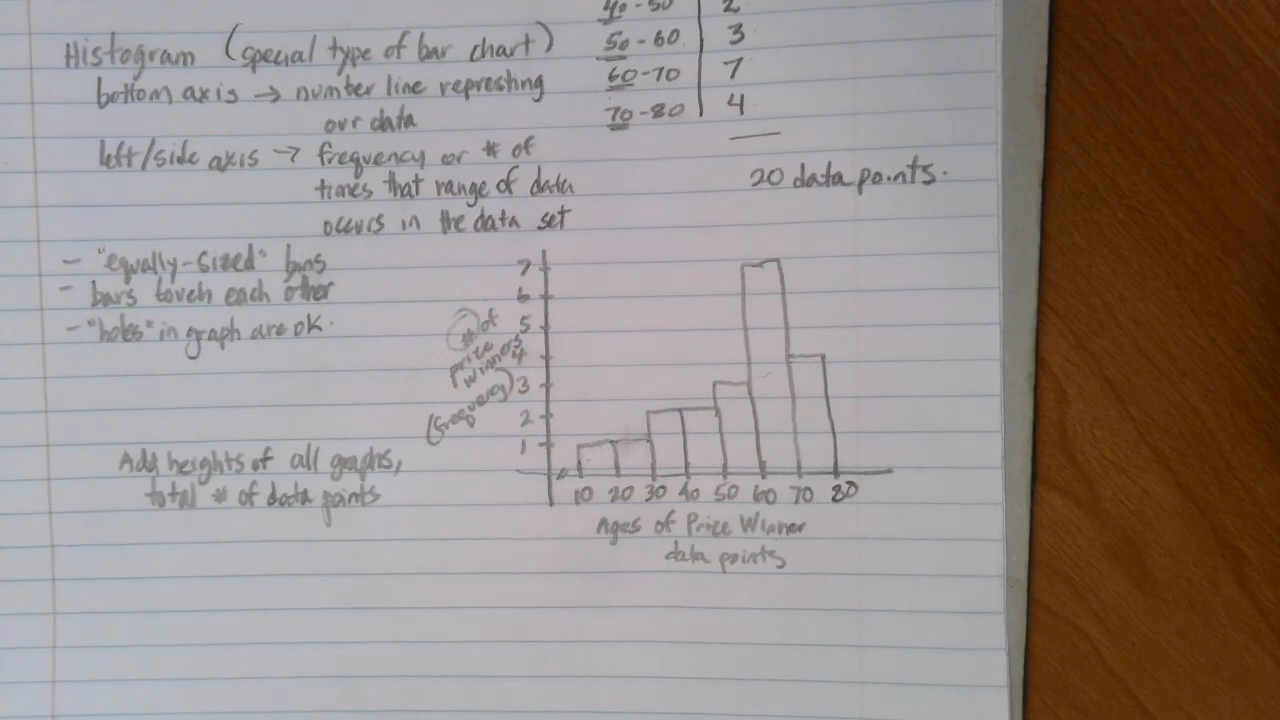 40-50 2
Histogram (special type of bar chart)
50-60 3
bottom axis → number line represting
60-70 7
our data
70-80 4
left/side axis → frequency or # of
times that range of data
20 data points.
occurs in the data set
- "equally-sized" bins
- bars touch each other
- "holes" in graph are ok.
7
6
5
4
3
2
1
# of
prize
winners
(frequency)
Add heights of all graphs,
total # of data points
10 20 30 40 50 60 70 80
Ages of Prize Winner
data points